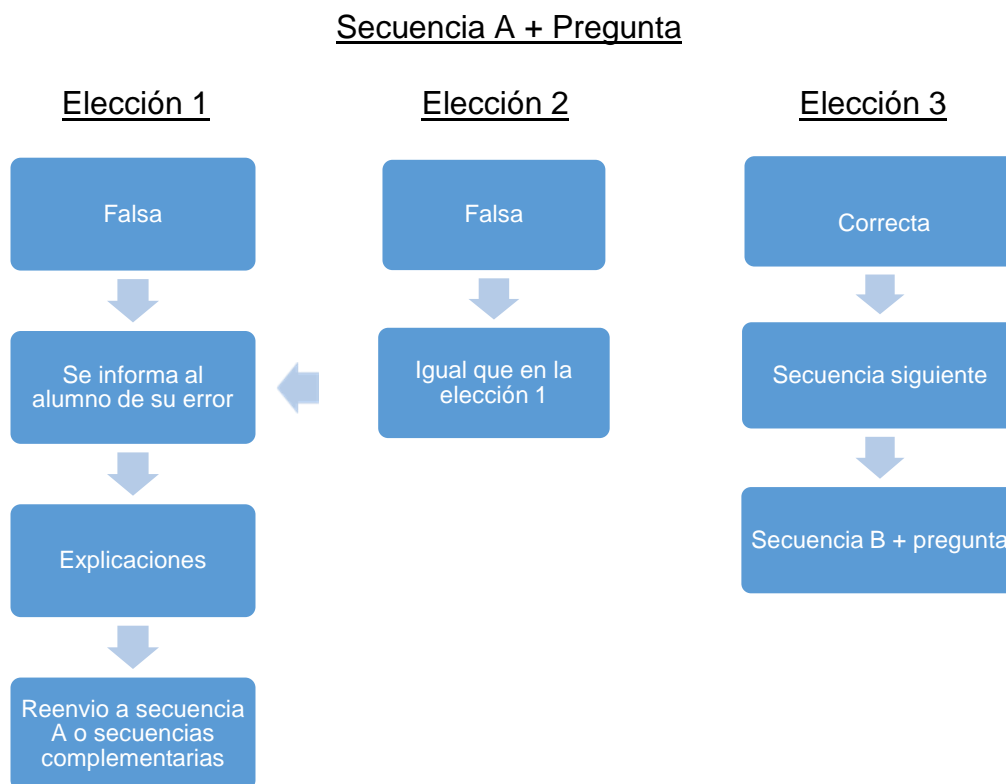 Secuencia A + Pregunta
Elección 1
Elección 2
Elección 3
Falsa
Falsa
Correcta
Se informa al
alumno de su error
Igual que en la
elección 1
Secuencia siguiente
Explicaciones
Secuencia B + pregunta
Reenvio a secuencia
A o secuencias
complementarias